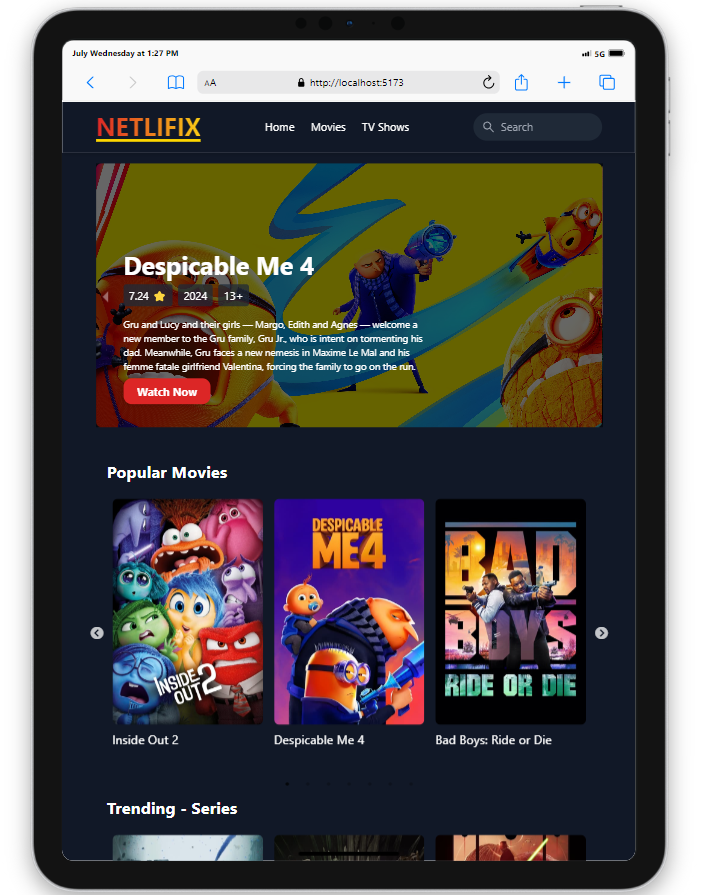 July Wednesday at 1:27 PM
5G
AA
http://localhost:5173
NETLIFIX
Home
Movies
TV Shows
Search
Despicable Me 4
7.24
2024
13+
Gru and Lucy and their girls — Margo, Edith and Agnes — welcome a
new member to the Gru family, Gru Jr., who is intent on tormenting his
dad. Meanwhile, Gru faces a new nemesis in Maxime Le Mal and his
femme fatale girlfriend Valentina, forcing the family to go on the run.
Watch Now
Popular Movies
INSIDE
OUT 2
DESPICABLE
ME4
BAD
BOYS
RIDE OR DIE
Inside Out 2
Despicable Me 4
Bad Boys: Ride or Die
Trending - Series